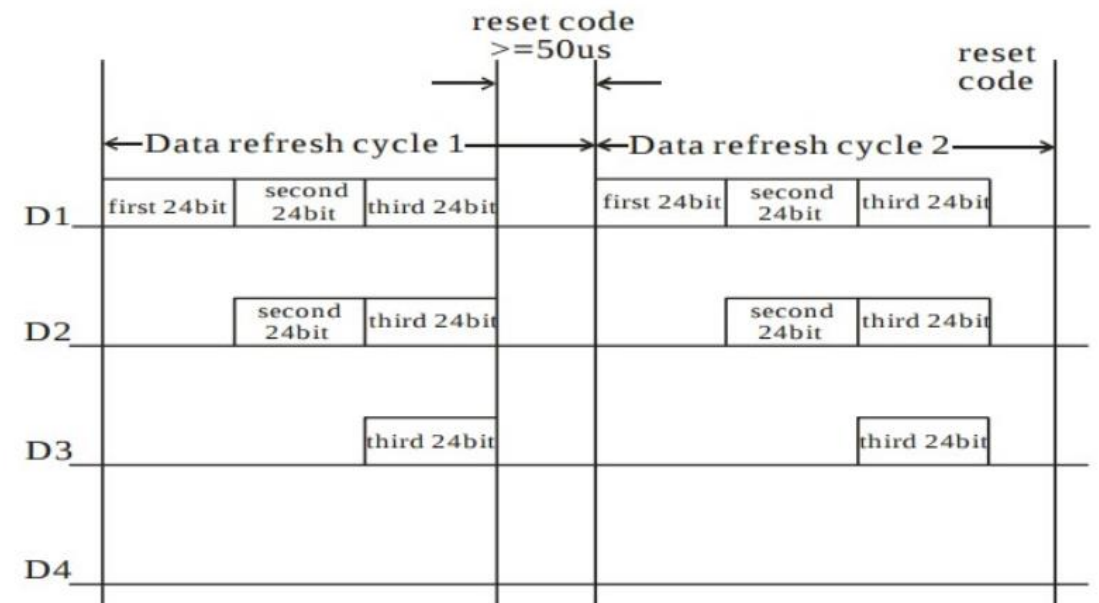 reset code
>=50us
reset
code
Data refresh cycle 1
Data refresh cycle 2
D1
first 24bit
second
24bit
third 24bit
first 24bit
second
24bit
third 24bit
D2
second
24bit
third 24bit
second
24bit
third 24bit
D3
third 24bit
third 24bit
D4